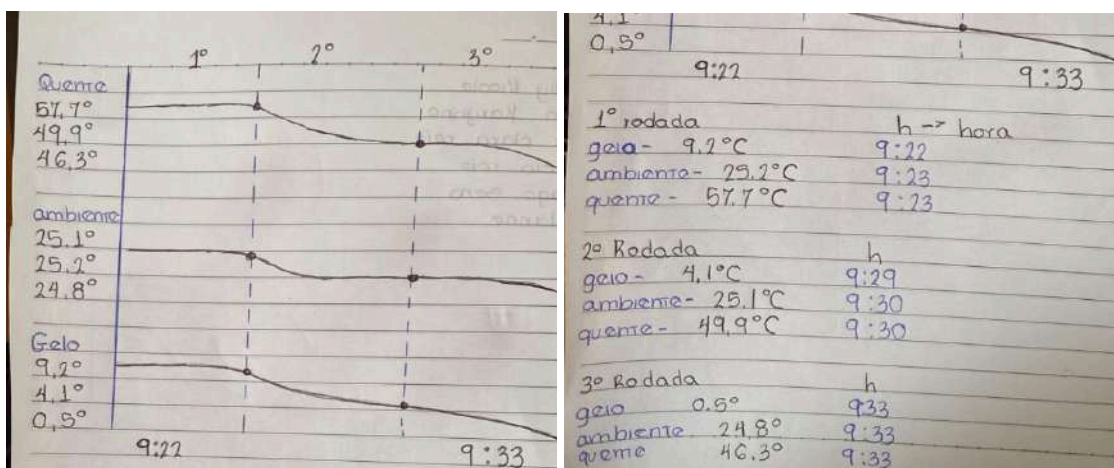 1° 2° 3°
Quente
57.7°
49,9°
46,3°
ambiente
25.1°
25.2°
24,8°
Gelo
9,2°
4,1°
0,5°
9:22 9:33
4,1°
0,5°
9:22 9:33
1° rodada h -> hora
gelo- 9.2°C 9:22
ambiente- 25.2°C 9:23
quente - 57.7°C 9:23
2° Rodada h
gelo- 4.1°C 9:29
ambiente- 25.1°C 9:30
quente- 49,9°C 9:30
3° Rodada h
gelo 0.5° 9:33
ambiente 24,8° 9:33
quente 46.3° 9:33